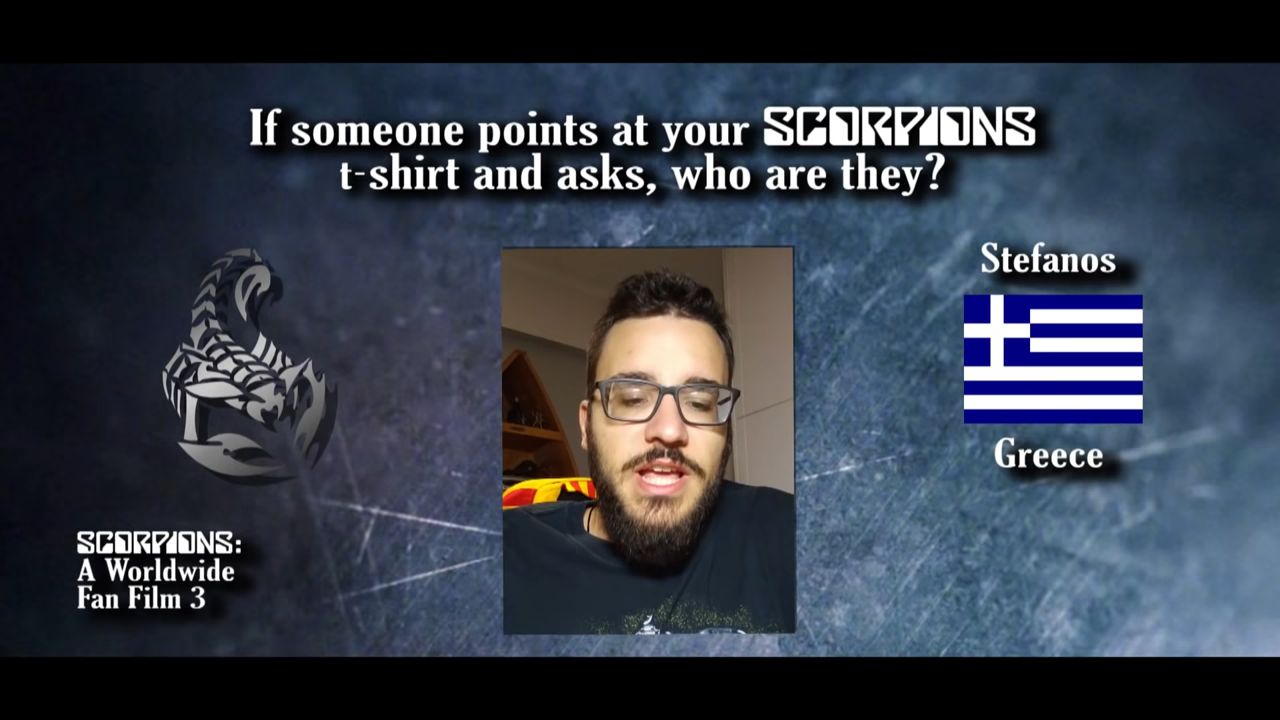 If someone points at your SCORPIONS
t-shirt and asks, who are they?
Stefanos
Greece
SCORPIONS:
A Worldwide
Fan Film 3